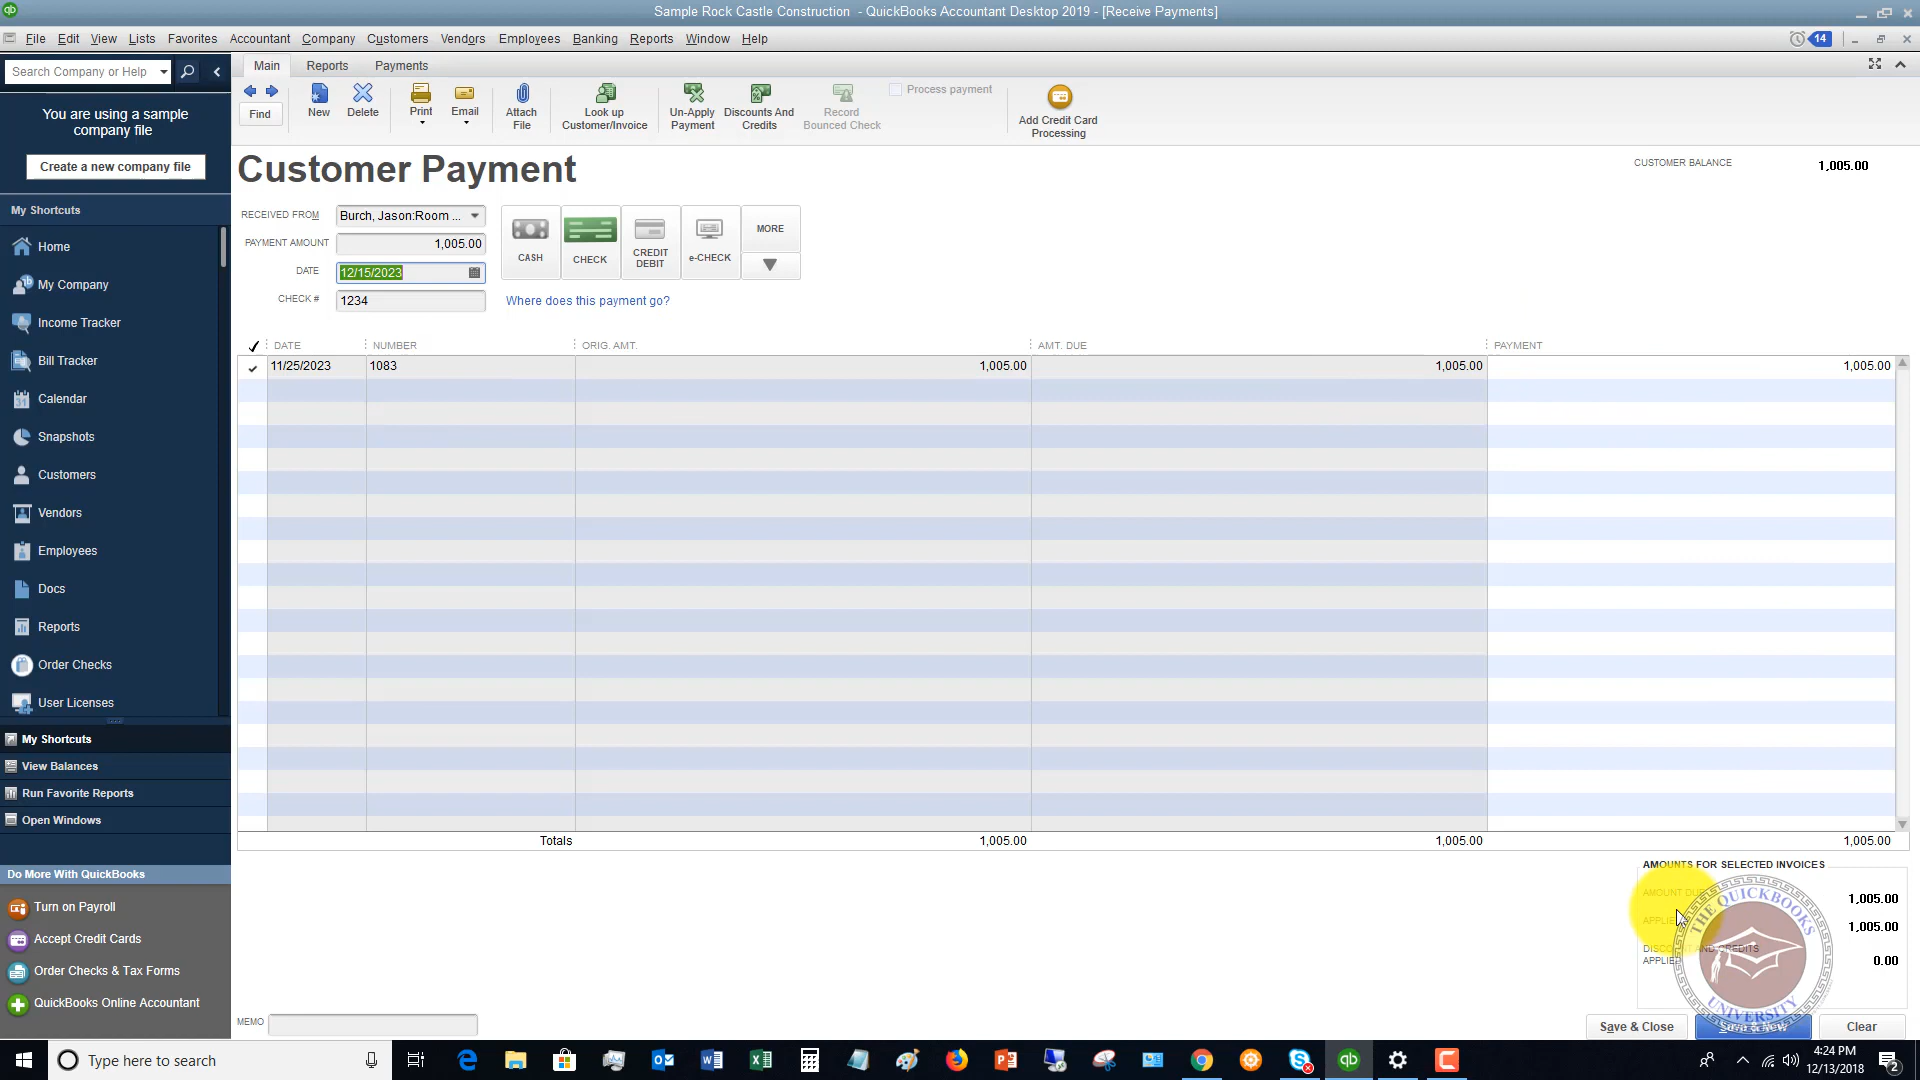 Sample Rock Castle Construction - QuickBooks Accountant Desktop 2019 - [Receive Payments]
File Edit View Lists Favorites Accountant Company Customers Vendors Employees Banking Reports Window Help
14
Search Company or Help
You are using a sample
company file
Create a new company file
My Shortcuts
Home
My Company
Income Tracker
Bill Tracker
Calendar
Snapshots
Customers
Vendors
Employees
Docs
Reports
Order Checks
User Licenses
My Shortcuts
View Balances
Run Favorite Reports
Open Windows
Do More With QuickBooks
Turn on Payroll
Accept Credit Cards
Order Checks & Tax Forms
QuickBooks Online Accountant
Main Reports Payments
Find
New
Delete
Print
Email
Attach
File
Look up
Customer/Invoice
Un-Apply
Payment
Discounts And
Credits
Record
Bounced Check
Process payment
Add Credit Card
Processing
Customer Payment
CUSTOMER BALANCE 1,005.00
RECEIVED FROM Burch, Jason:Room ...
PAYMENT AMOUNT 1,005.00
DATE 12/15/2023
CHECK # 1234
CASH
CHECK
CREDIT
DEBIT
e-CHECK
MORE
Where does this payment go?
DATE NUMBER ORIG. AMT. AMT. DUE PAYMENT
11/25/2023 1083 1,005.00 1,005.00 1,005.00
Totals 1,005.00 1,005.00 1,005.00
AMOUNTS FOR SELECTED INVOICES
AMOUNT DUE 1,005.00
1,005.00
DISCOUNT AND CREDITS
APPLIED 0.00
THE QUICKBOOKS
UNIVERSITY
MEMO
Save & Close Save & New Clear
Type here to search
4:24 PM
12/13/2018
2